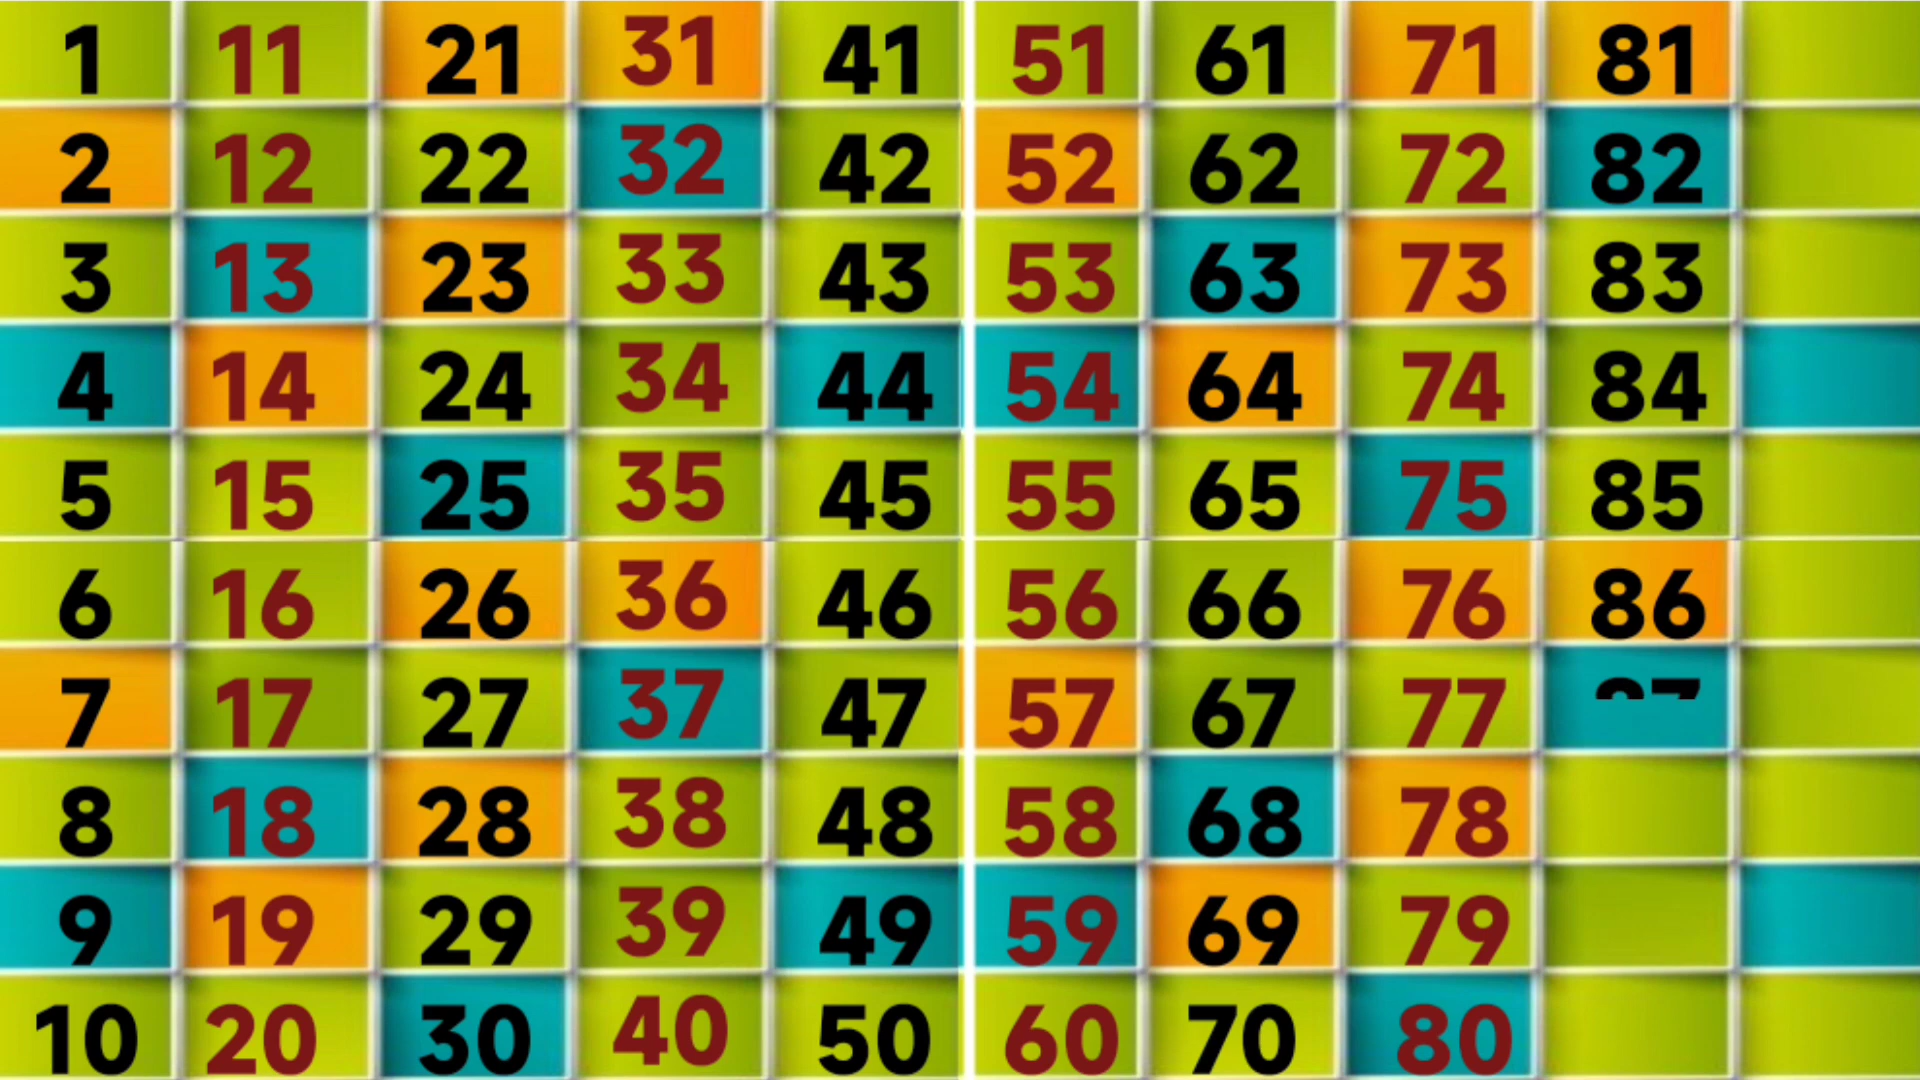 1 11 21 31 41 51 61 71 81
2 12 22 32 42 52 62 72 82
3 13 23 33 43 53 63 73 83
4 14 24 34 44 54 64 74 84
5 15 25 35 45 55 65 75 85
6 16 26 36 46 56 66 76 86
7 17 27 37 47 57 67 77
8 18 28 38 48 58 68 78
9 19 29 39 49 59 69 79
10 20 30 40 50 60 70 80